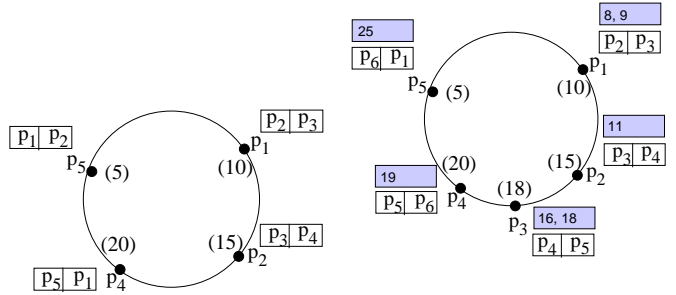 p₁ p₂
p₅
(5)
p₂ p₃
p₁
(10)
(20)
p₅ p₁
p₄
(15)
p₃ p₄
p₂
25
p₆ p₁
p₅
(5)
8, 9
p₂ p₃
p₁
(10)
11
p₃ p₄
(15)
p₂
(20)
19
p₅ p₆
p₄
(18)
p₃
16, 18
p₄ p₅